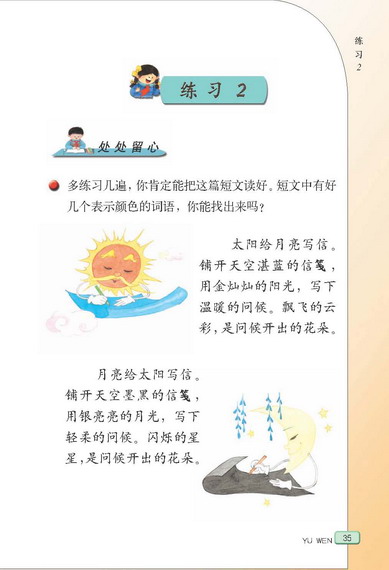 练习2
练习2
处处留心
多练习几遍，你肯定能把这篇短文读好。短文中有好
几个表示颜色的词语，你能找出来吗？
太阳给月亮写信。
铺开天空湛蓝的信笺，
用金灿灿的阳光，写下
温暖的问候。飘飞的云
彩，是问候开出的花朵。
月亮给太阳写信。
铺开天空墨黑的信笺，
用银亮亮的月光，写下
轻柔的问候。闪烁的星
星，是问候开出的花朵。
YU WEN 35